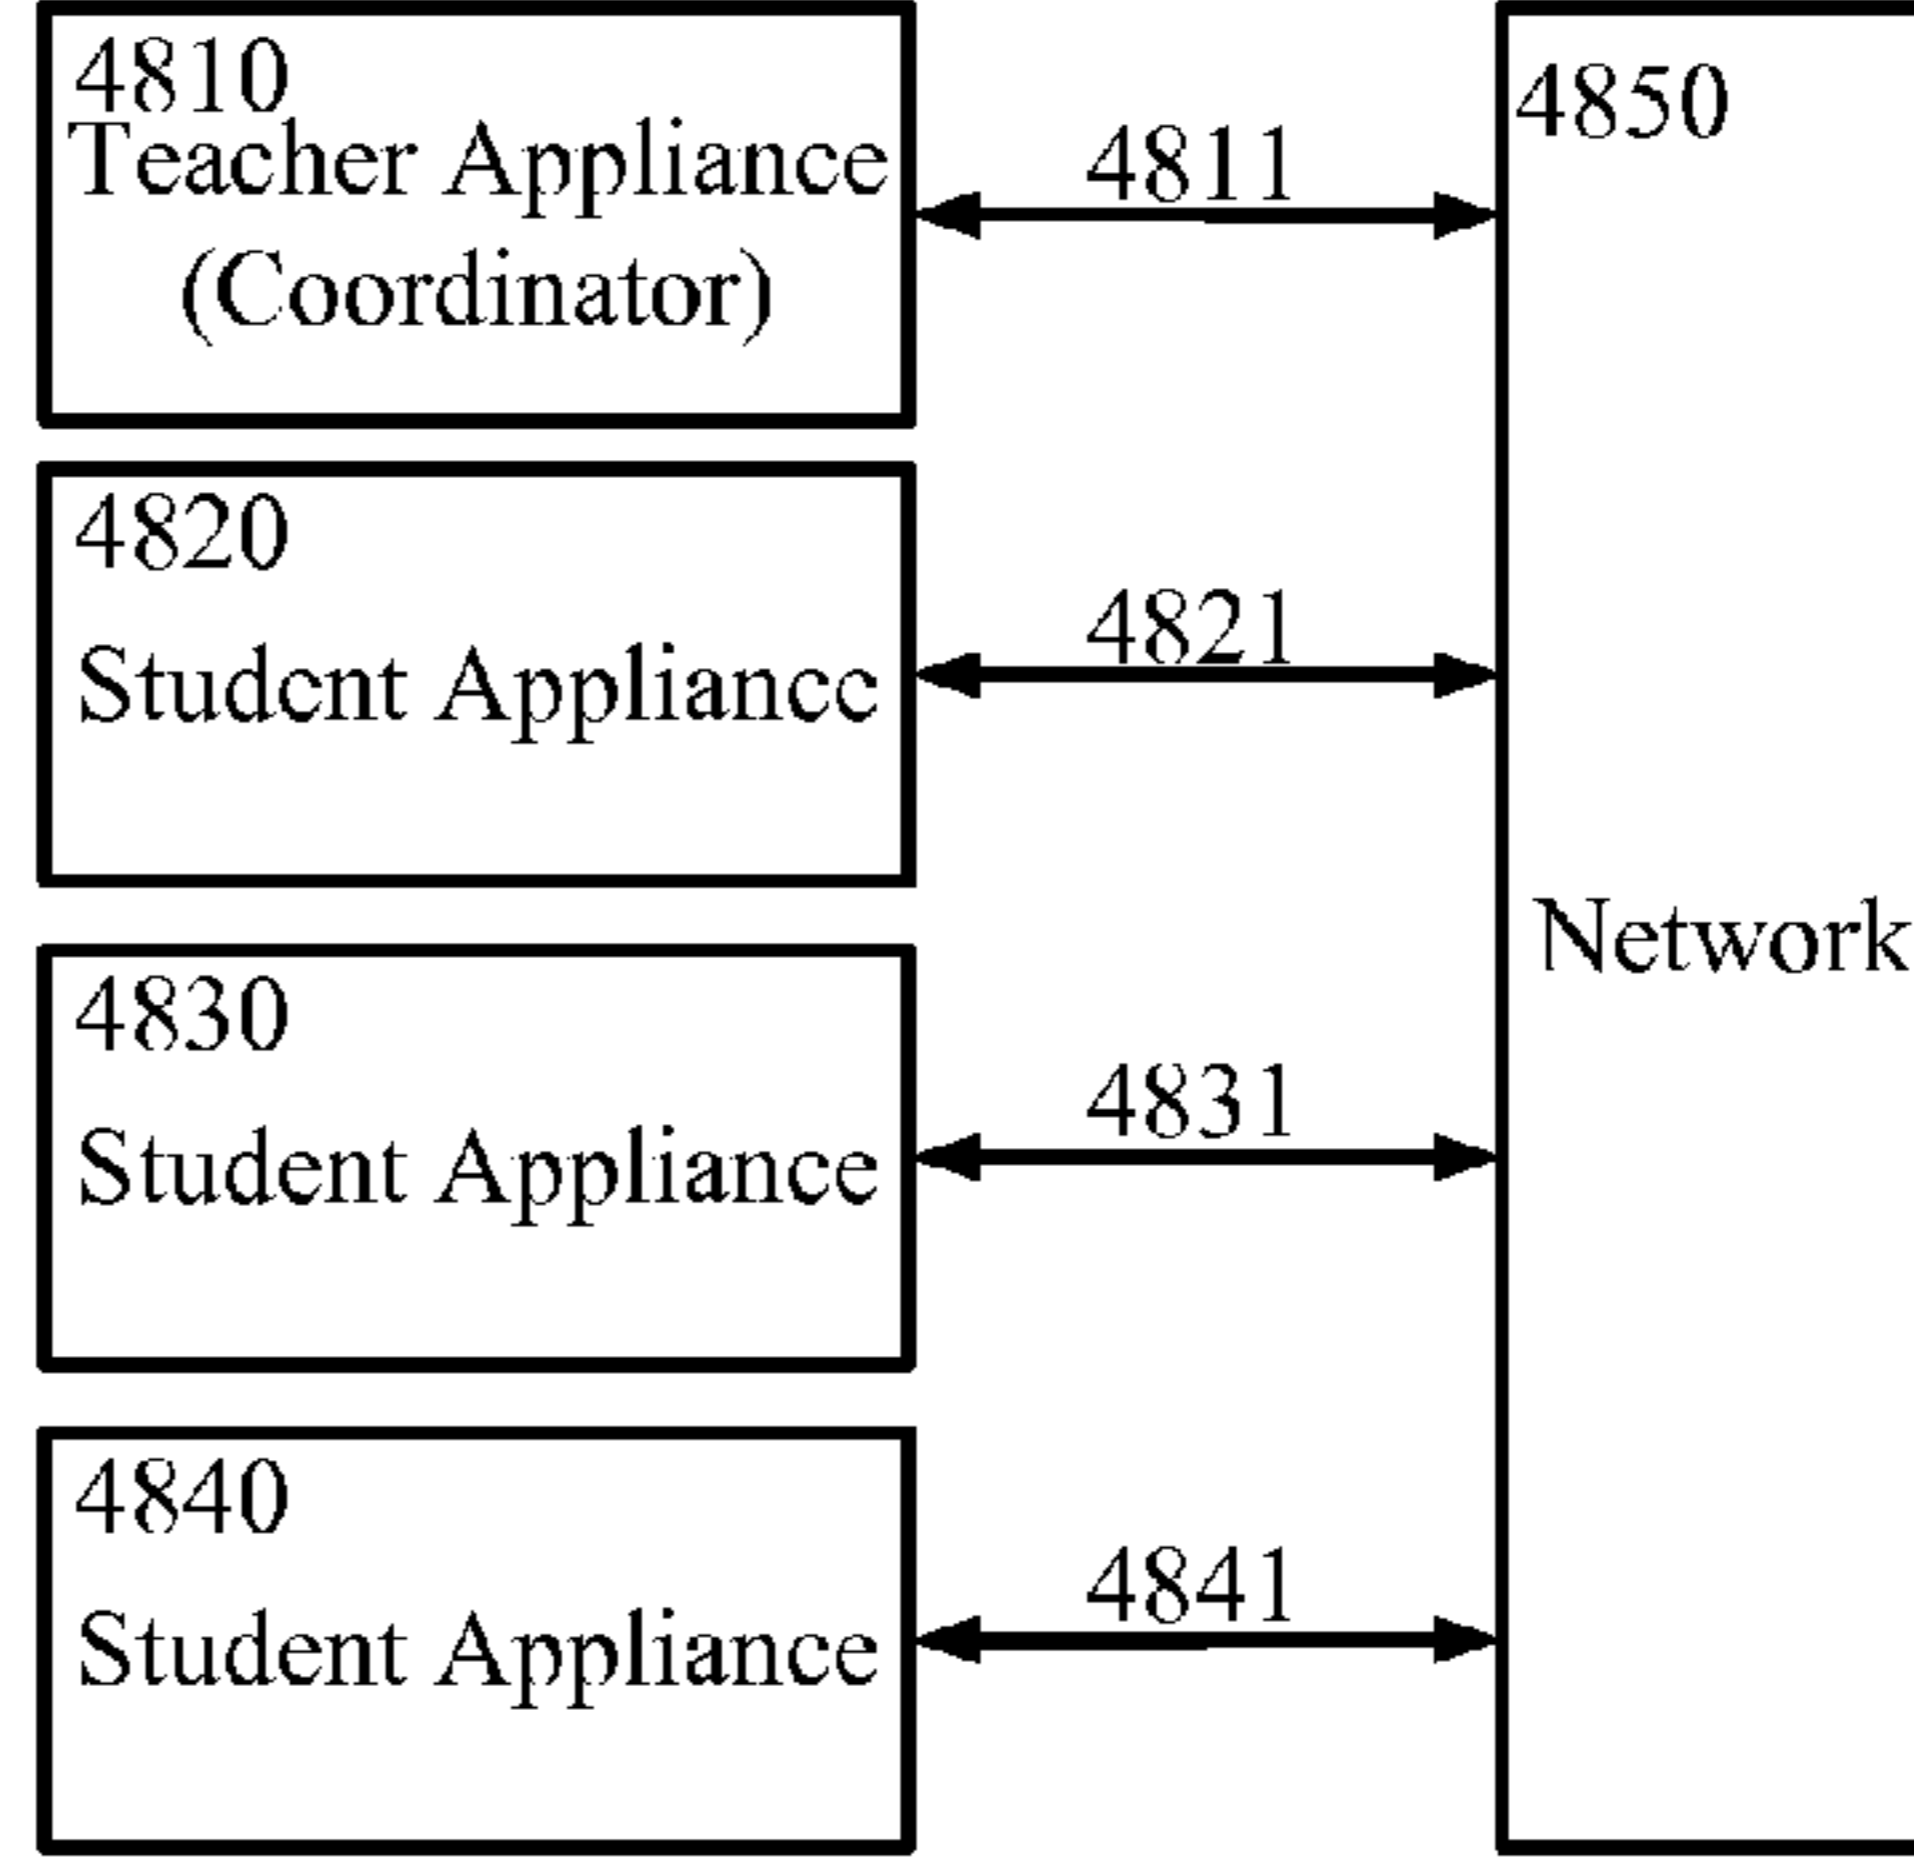 4810
Teacher Appliance
(Coordinator)
4811
4850
4820
Student Appliance
4821
Network
4830
Student Appliance
4831
4840
Student Appliance
4841